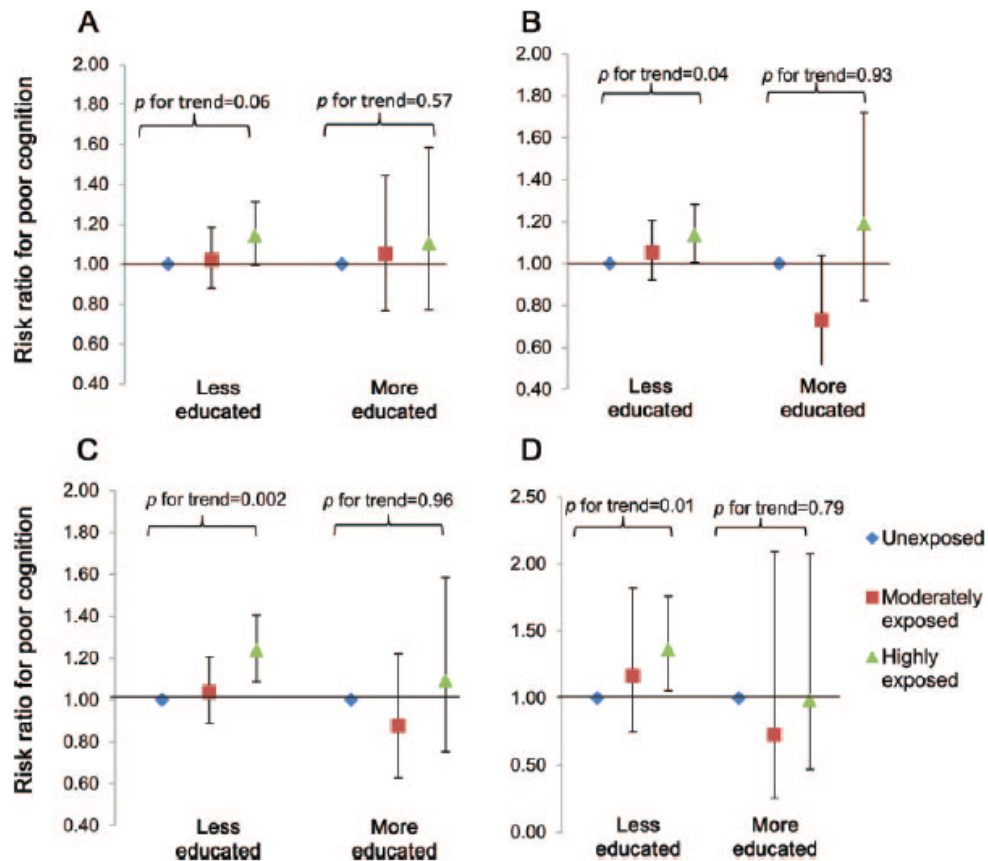 A
Risk ratio for poor cognition
2.00
1.80
1.60
1.40
1.20
1.00
0.80
0.60
0.40
p for trend=0.06
p for trend=0.57
Less
educated
More
educated
B
2.00
1.80
1.60
1.40
1.20
1.00
0.80
0.60
0.40
p for trend=0.04
p for trend=0.93
Less
educated
More
educated
C
Risk ratio for poor cognition
2.00
1.80
1.60
1.40
1.20
1.00
0.80
0.60
0.40
p for trend=0.002
p for trend=0.96
Less
educated
More
educated
D
2.50
2.00
1.50
1.00
0.50
0.00
p for trend=0.01
p for trend=0.79
Less
educated
More
educated
Unexposed
Moderately
exposed
Highly
exposed